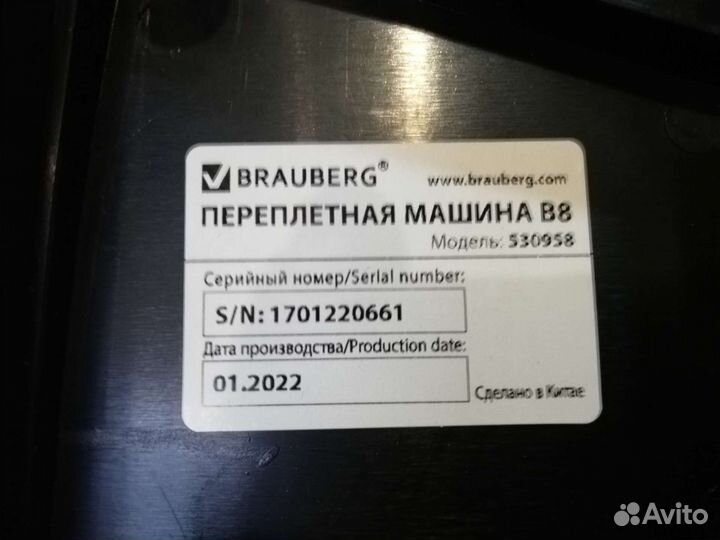 BRAUBERG® www.brauberg.com
ПЕРЕПЛЕТНАЯ МАШИНА B8
Модель: 530958
Серийный номер/Serial number:
S/N: 1701220661
Дата производства/Production date:
01.2022
Сделано в Китае
Avito